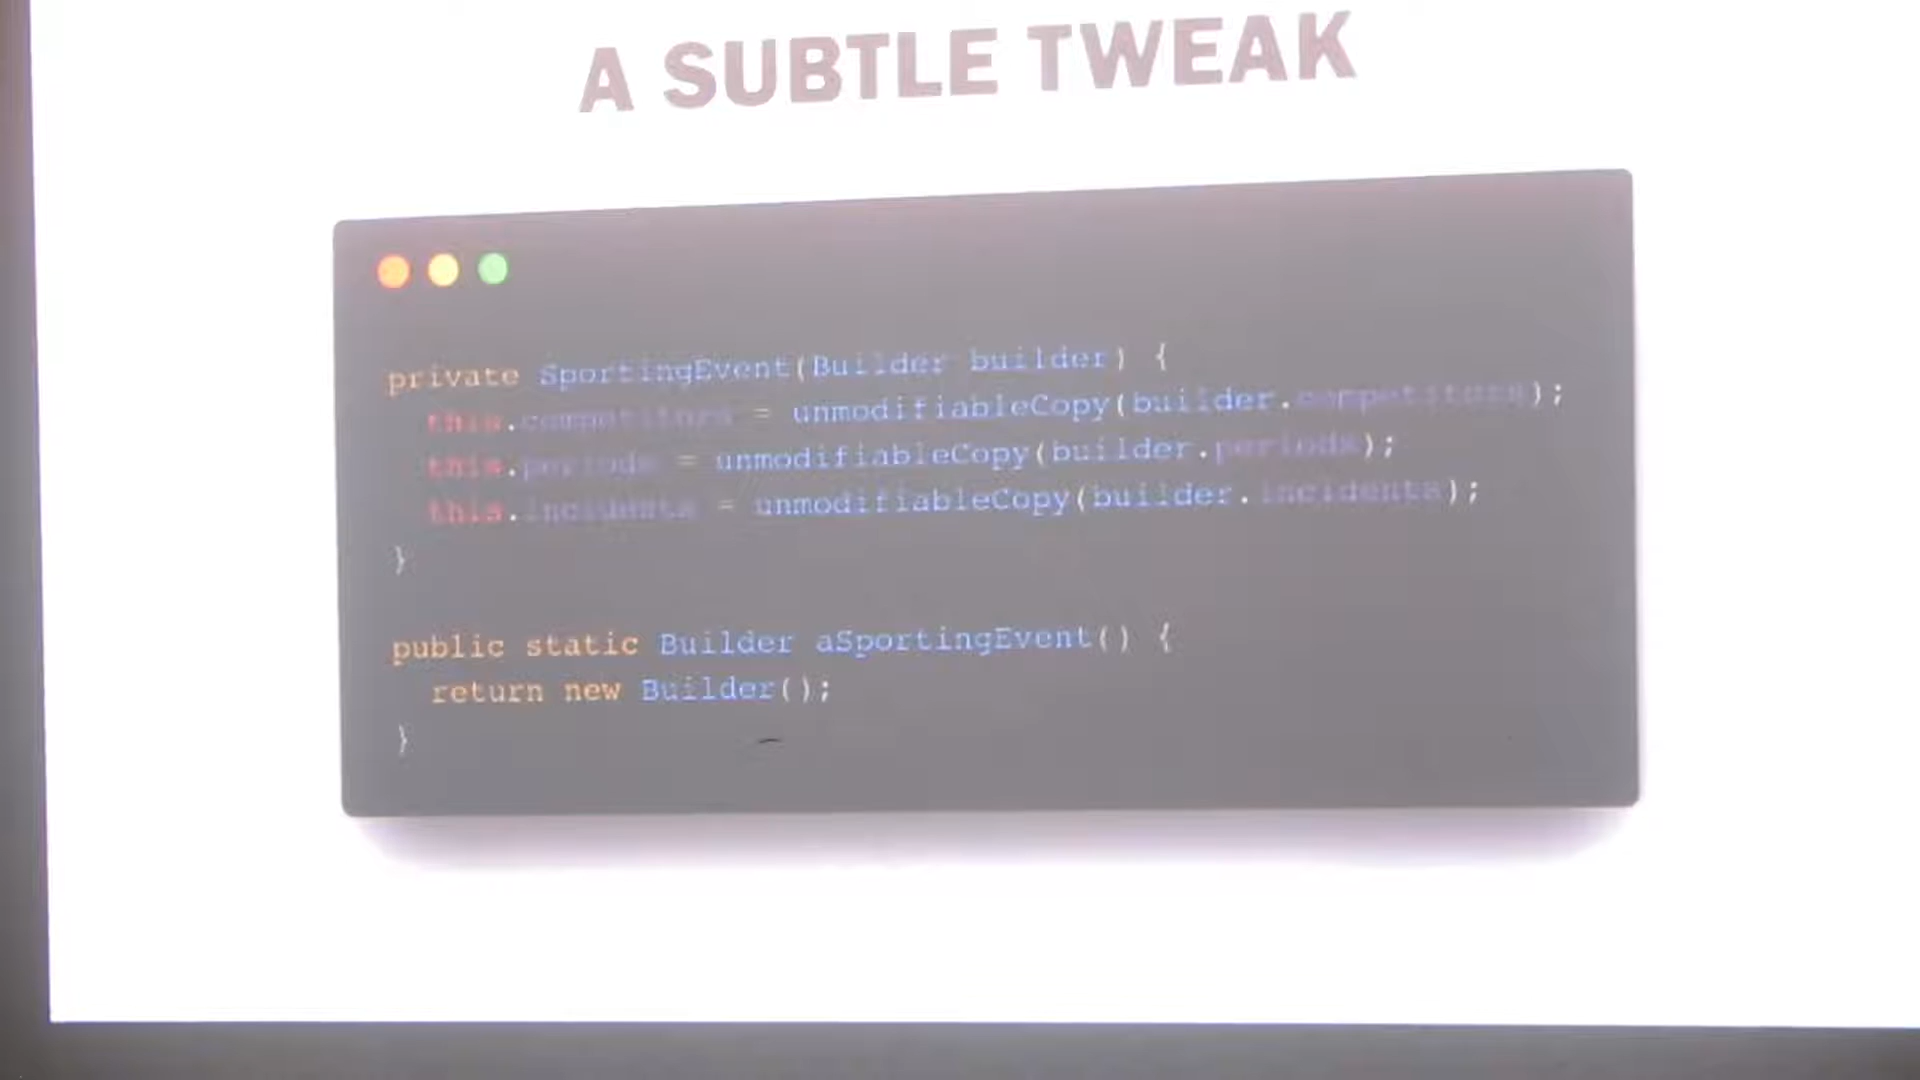 A SUBTLE TWEAK
private SportingEvent(Builder builder) {
this.competitors = unmodifiableCopy(builder.competitors);
this.periods = unmodifiableCopy(builder.periods);
this.incidents = unmodifiableCopy(builder.incidents);
}
public static Builder aSportingEvent() {
return new Builder();
}